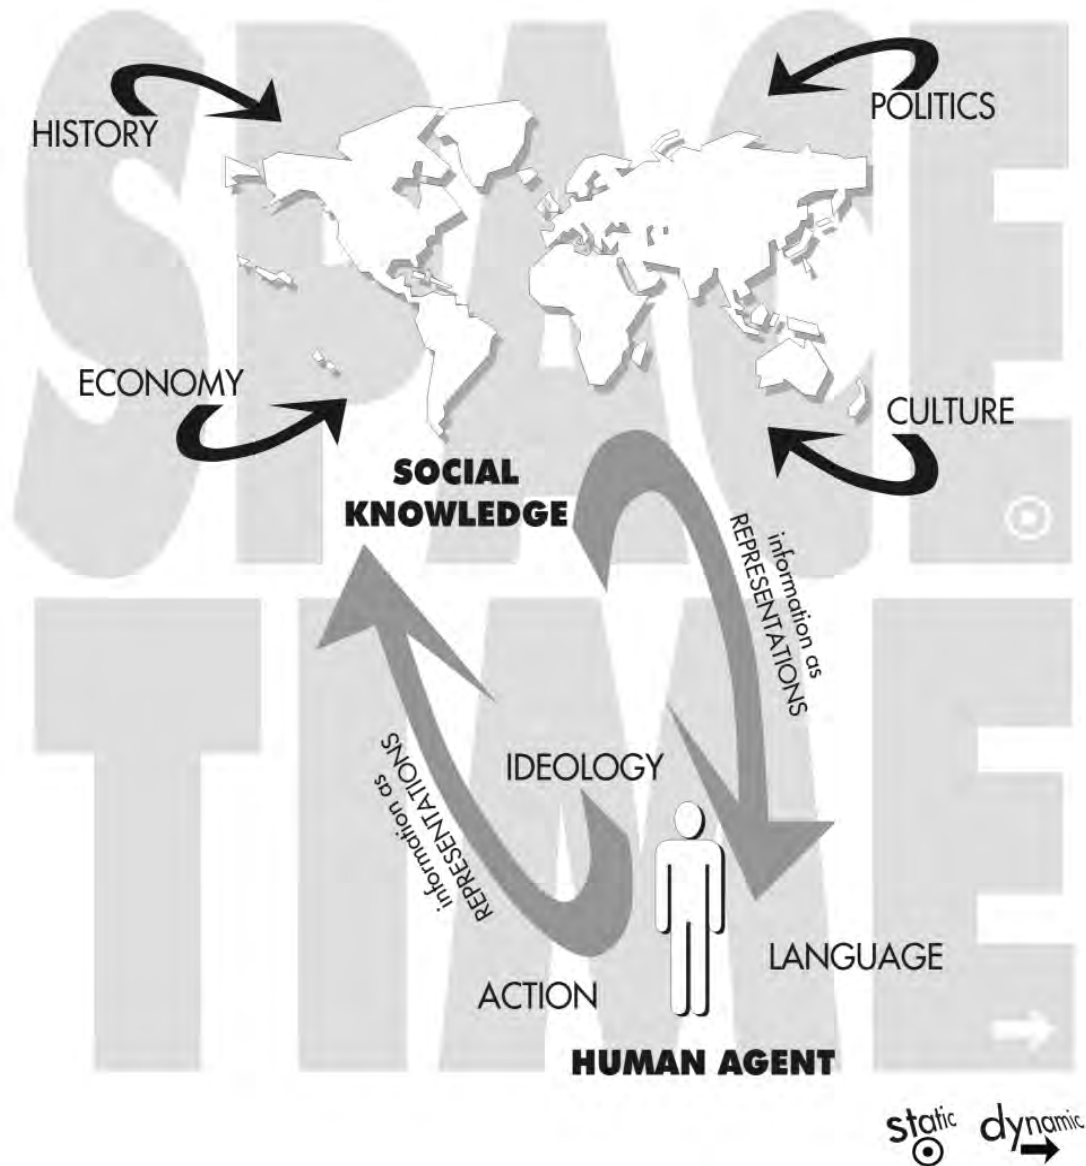 SPACE
TIME
HISTORY
POLITICS
ECONOMY
CULTURE
SOCIAL
KNOWLEDGE
information as
REPRESENTATIONS
IDEOLOGY
information as
REPRESENTATIONS
LANGUAGE
ACTION
HUMAN AGENT
static
dynamic